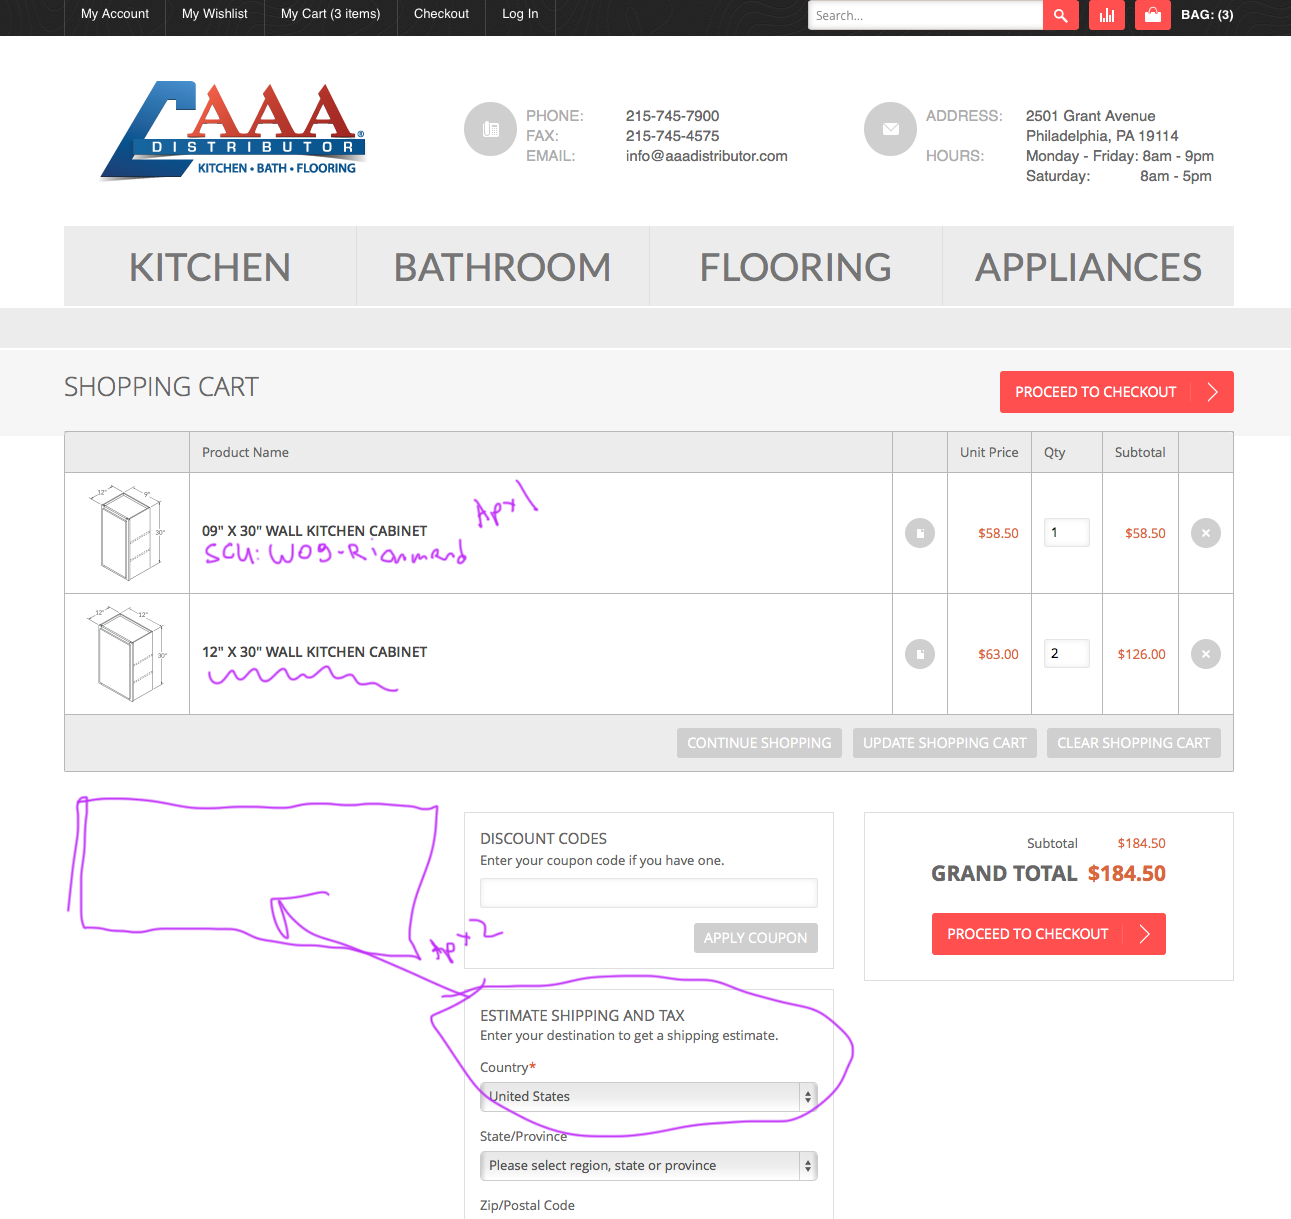 My Account My Wishlist My Cart (3 items) Checkout Log In Search... BAG: (3)
AAA®
DISTRIBUTOR
KITCHEN • BATH • FLOORING
PHONE: 215-745-7900
FAX: 215-745-4575
EMAIL: info@aaadistributor.com
ADDRESS: 2501 Grant Avenue
Philadelphia, PA 19114
HOURS: Monday - Friday: 8am - 9pm
Saturday: 8am - 5pm
KITCHEN BATHROOM FLOORING APPLIANCES
SHOPPING CART
PROCEED TO CHECKOUT
Product Name Unit Price Qty Subtotal
12" 9"
30"
09" X 30" WALL KITCHEN CABINET $58.50 1 $58.50
SCU: W09-Rionmard
12" 12"
30"
12" X 30" WALL KITCHEN CABINET $63.00 2 $126.00
CONTINUE SHOPPING UPDATE SHOPPING CART CLEAR SHOPPING CART
DISCOUNT CODES
Enter your coupon code if you have one.
APPLY COUPON
Subtotal $184.50
GRAND TOTAL $184.50
PROCEED TO CHECKOUT
ESTIMATE SHIPPING AND TAX
Enter your destination to get a shipping estimate.
Country*
United States
State/Province
Please select region, state or province
Zip/Postal Code